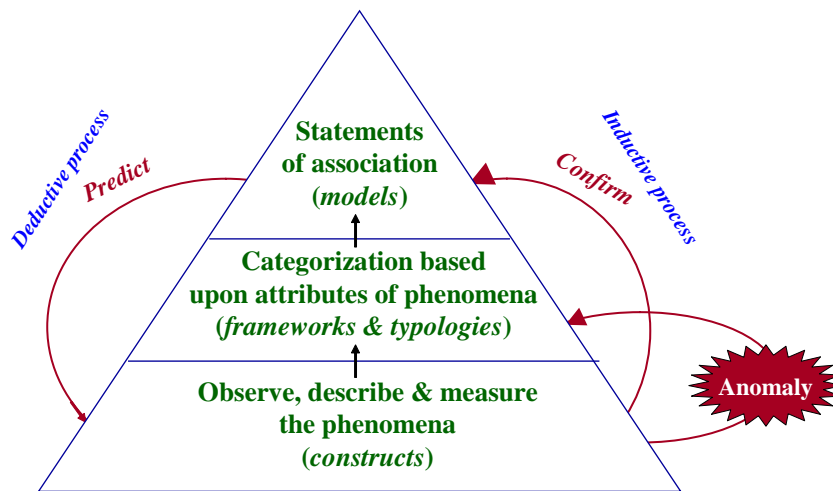 Statements
of association
(models)
Categorization based
upon attributes of phenomena
(frameworks & typologies)
Observe, describe & measure
the phenomena
(constructs)
Deductive process
Predict
Inductive process
Confirm
Anomaly